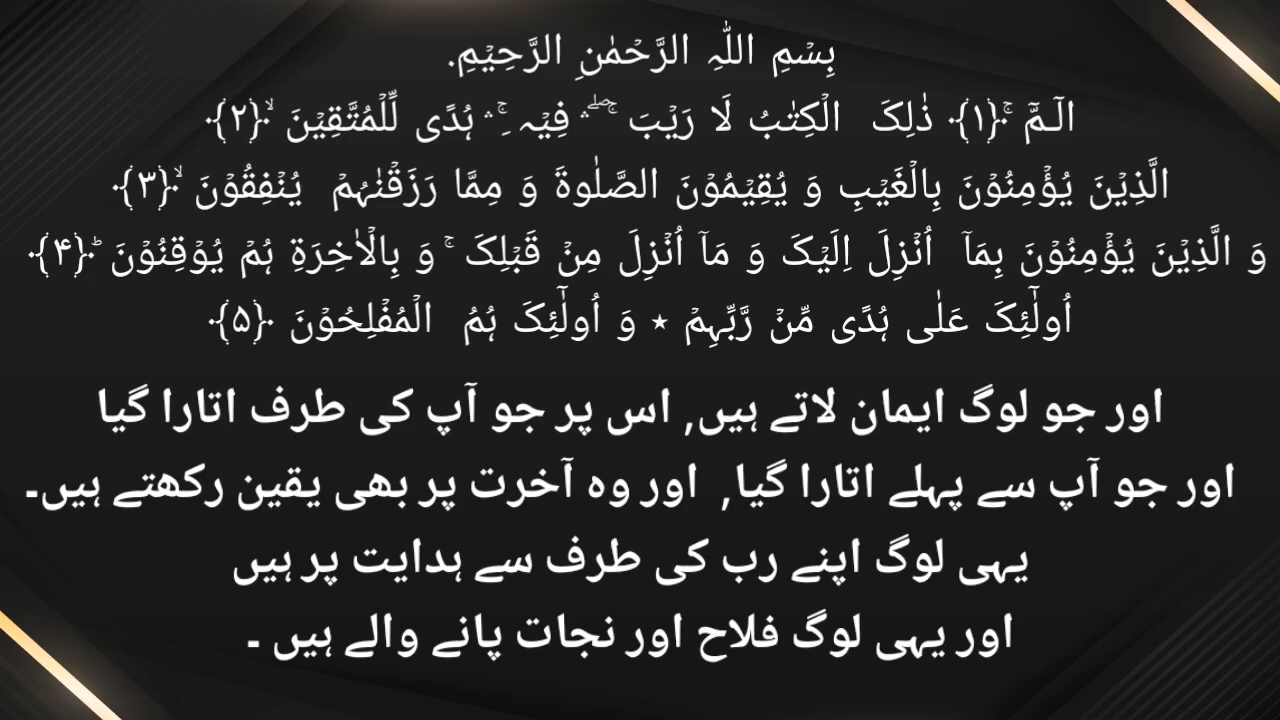 بِسۡمِ اللّٰہِ الرَّحۡمٰنِ الرَّحِیۡمِ.
الٓـمّٓ ۚ﴿۱﴾ ذٰلِکَ الۡکِتٰبُ لَا رَیۡبَ ۚۖۛ فِیۡہِ ۚۛ ہُدًی لِّلۡمُتَّقِیۡنَ ۙ﴿۲﴾
الَّذِیۡنَ یُؤۡمِنُوۡنَ بِالۡغَیۡبِ وَ یُقِیۡمُوۡنَ الصَّلٰوۃَ وَ مِمَّا رَزَقۡنٰہُمۡ یُنۡفِقُوۡنَ ۙ﴿۳﴾
وَ الَّذِیۡنَ یُؤۡمِنُوۡنَ بِمَاۤ اُنۡزِلَ اِلَیۡکَ وَ مَاۤ اُنۡزِلَ مِنۡ قَبۡلِکَ ۚ وَ بِالۡاٰخِرَۃِ ہُمۡ یُوۡقِنُوۡنَ ؕ﴿۴﴾
اُولٰٓئِکَ عَلٰی ہُدًی مِّنۡ رَّبِّہِمۡ ٭ وَ اُولٰٓئِکَ ہُمُ الۡمُفۡلِحُوۡنَ ﴿۵﴾
اور جو لوگ ایمان لاتے ہیں, اس پر جو آپ کی طرف اتارا گیا
اور جو آپ سے پہلے اتارا گیا, اور وہ آخرت پر بھی یقین رکھتے ہیں۔
یہی لوگ اپنے رب کی طرف سے ہدایت پر ہیں
اور یہی لوگ فلاح اور نجات پانے والے ہیں ۔